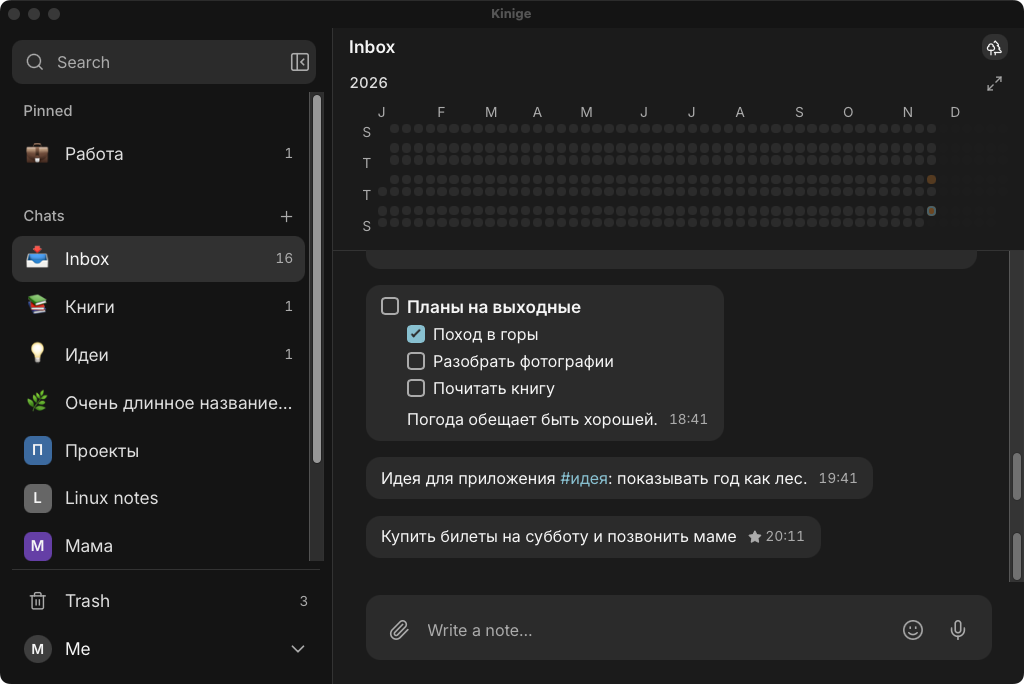 Kinige
Search
Pinned
Работа 1
Chats
Inbox 16
Книги 1
Идеи 1
Очень длинное название...
П Проекты
L Linux notes
M Мама
Trash 3
M Me
Inbox
2026
J F M A M J J A S O N D
S
T
T
S
Планы на выходные
Поход в горы
Разобрать фотографии
Почитать книгу
Погода обещает быть хорошей. 18:41
Идея для приложения #идея: показывать год как лес. 19:41
Купить билеты на субботу и позвонить маме 20:11
Write a note...